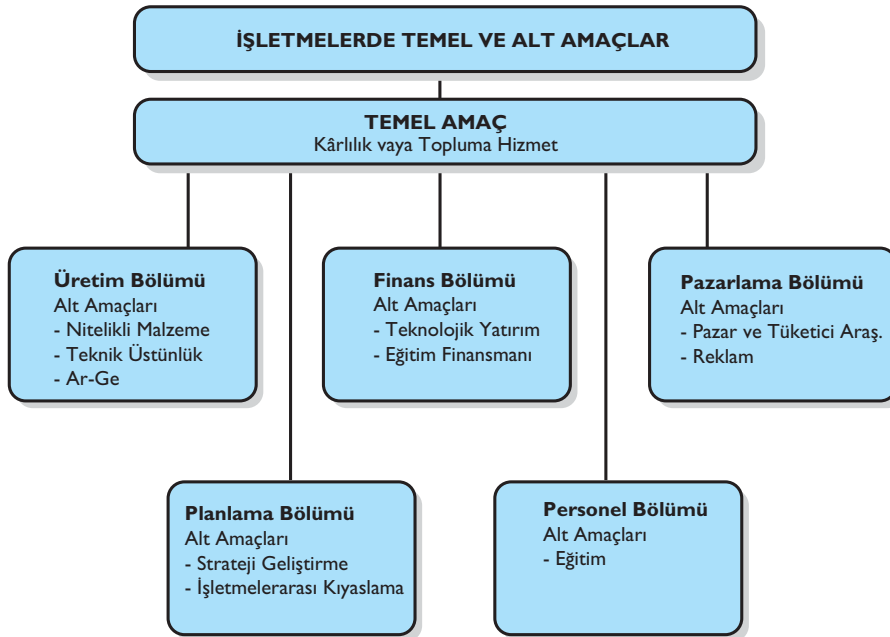 İŞLETMELERDE TEMEL VE ALT AMAÇLAR
TEMEL AMAÇ
Kârlılık vaya Topluma Hizmet
Üretim Bölümü
Alt Amaçları
- Nitelikli Malzeme
- Teknik Üstünlük
- Ar-Ge
Finans Bölümü
Alt Amaçları
- Teknolojik Yatırım
- Eğitim Finansmanı
Pazarlama Bölümü
Alt Amaçları
- Pazar ve Tüketici Araş.
- Reklam
Planlama Bölümü
Alt Amaçları
- Strateji Geliştirme
- İşletmelerarası Kıyaslama
Personel Bölümü
Alt Amaçları
- Eğitim